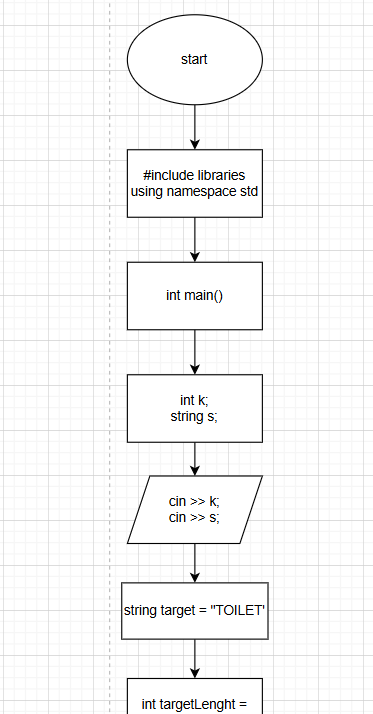 start
#include libraries
using namespace std
int main()
int k;
string s;
cin >> k;
cin >> s;
string target = "TOILET'
int targetLenght =